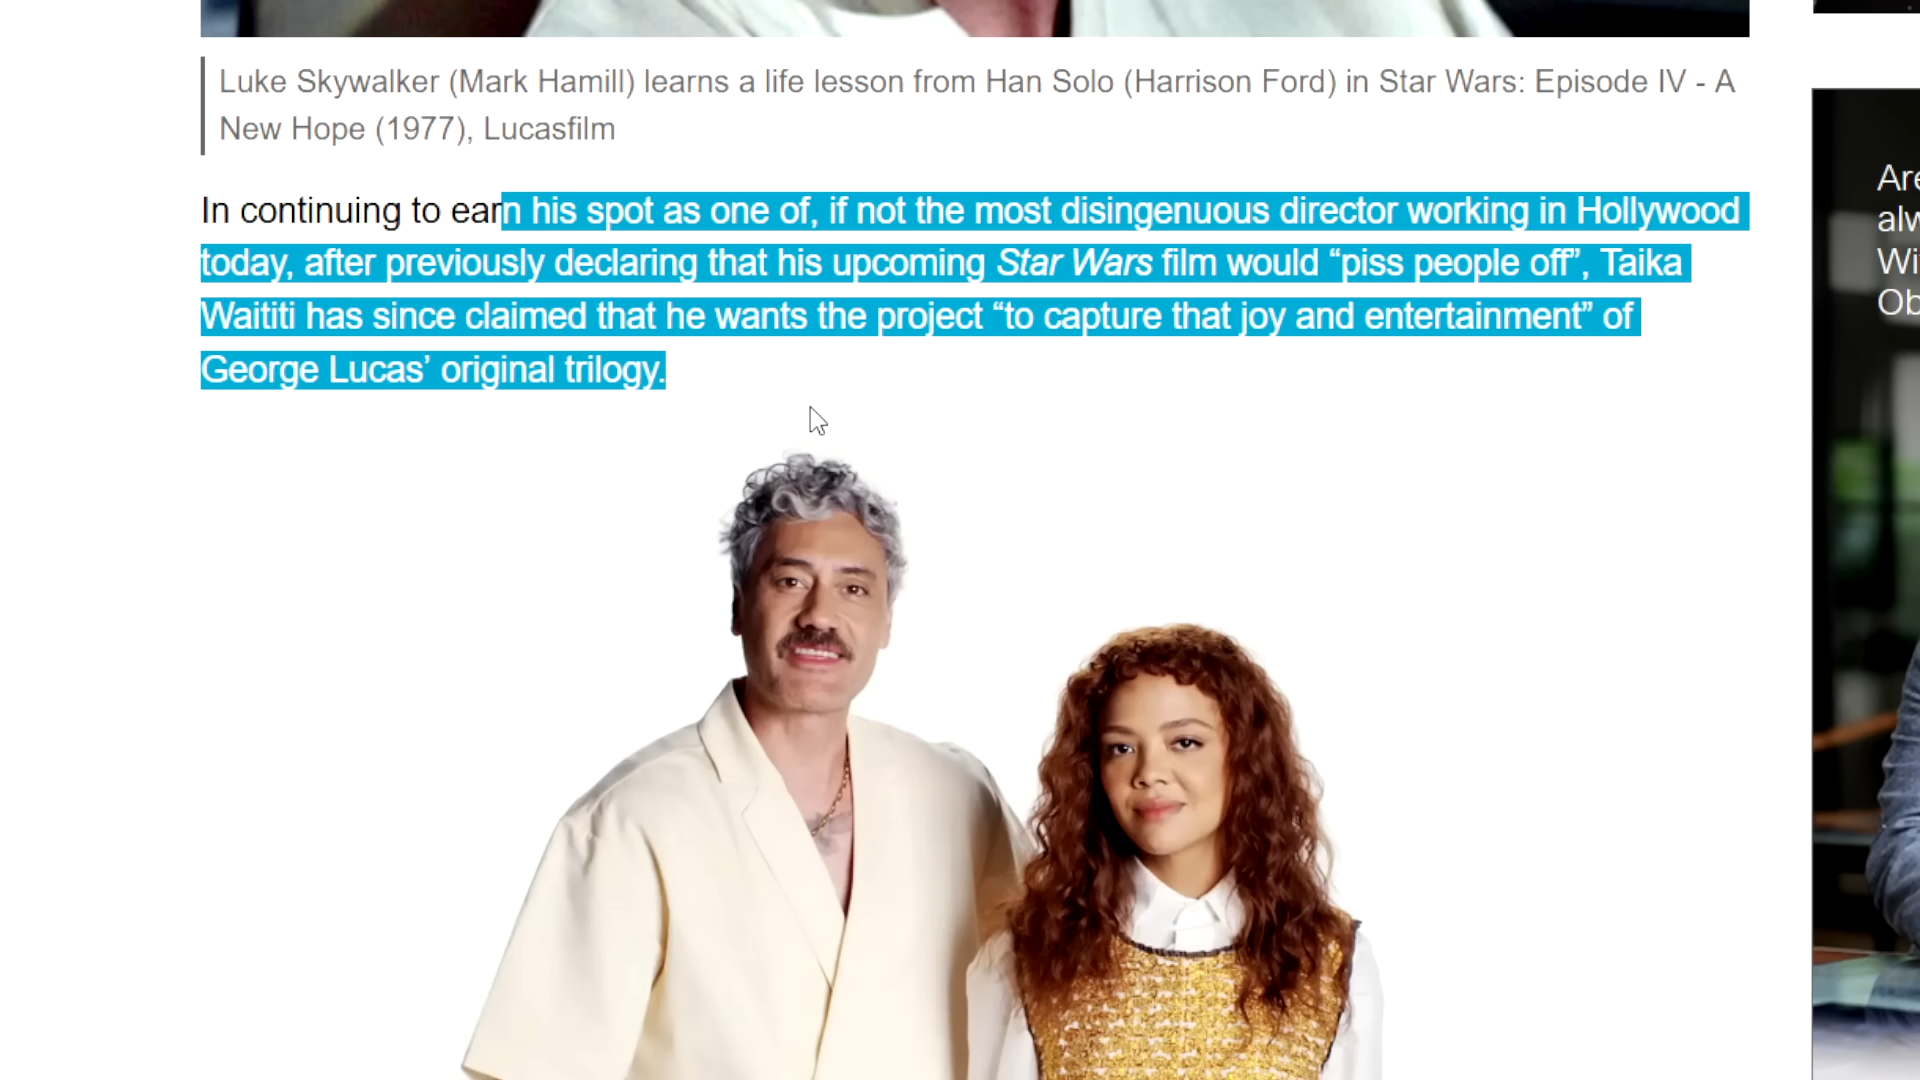 Luke Skywalker (Mark Hamill) learns a life lesson from Han Solo (Harrison Ford) in Star Wars: Episode IV - A
New Hope (1977), Lucasfilm
In continuing to earn his spot as one of, if not the most disingenuous director working in Hollywood
today, after previously declaring that his upcoming Star Wars film would “piss people off”, Taika
Waititi has since claimed that he wants the project “to capture that joy and entertainment” of
George Lucas’ original trilogy.